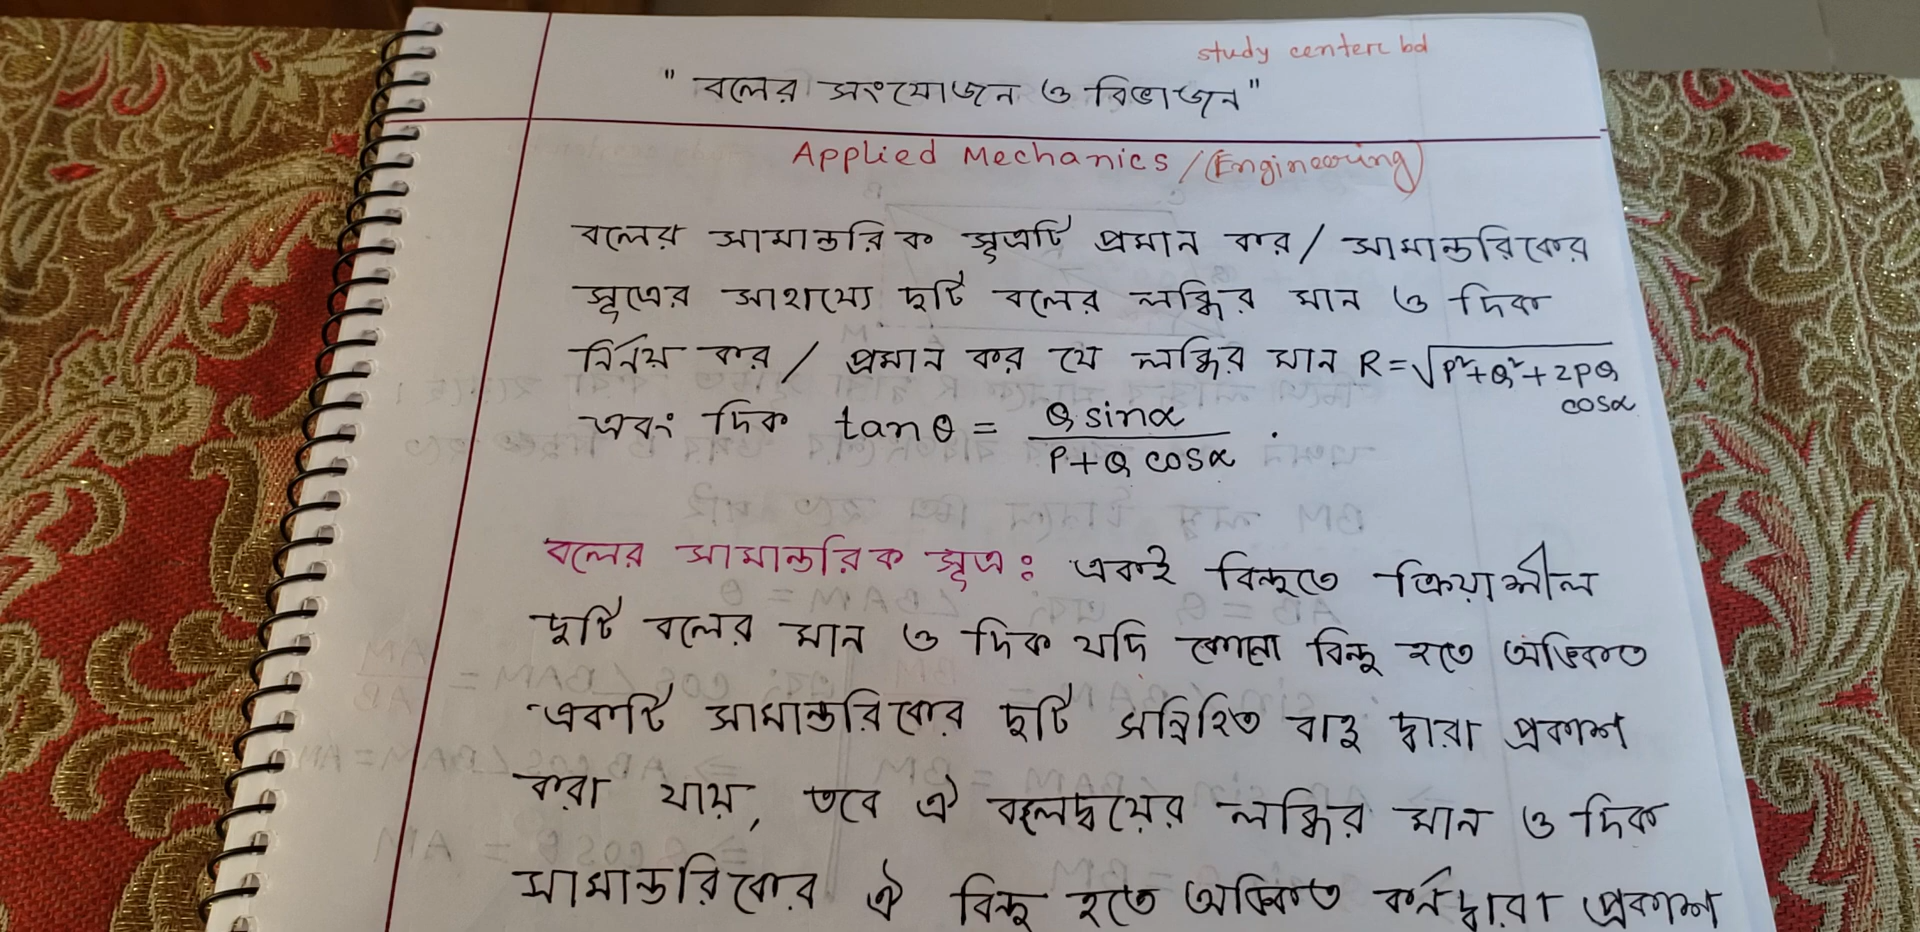 study center bd
"বলের সংযোজন ও বিভাজন"
Applied Mechanics/(Engineering)
বলের সামান্তরিক সূত্রটি প্রমান কর/ সামান্তরিকের
সূত্রের সাহায্যে দুটি বলের লব্ধির মান ও দিক
নির্নয় কর / প্রমান কর যে লব্ধির মান R=√P²+Q²+2PQ
cosα
এবং দিক tanθ = Q sinα / P+Q cosα .
বলের সামান্তরিক সূত্র: একই বিন্দুতে ক্রিয়াশীল
দুটি বলের মান ও দিক যদি কোনো বিন্দু হতে অঙ্কিত
একটি সামান্তরিকের দুটি সন্নিহিত বাহু দ্বারা প্রকাশ
করা যায়, তবে ঐ বলদ্বয়ের লব্ধির মান ও দিক
সামান্তরিকের ঐ বিন্দু হতে অঙ্কিত কর্নদ্বারা প্রকাশ